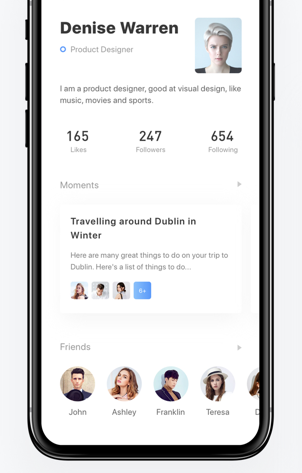 Denise Warren
Product Designer
I am a product designer, good at visual design, like
music, movies and sports.
165 247 654
Likes Followers Following
Moments
Travelling around Dublin in
Winter
Here are many great things to do on your trip to
Dublin. Here's a list of things to do...
6+
Friends
John Ashley Franklin Teresa D